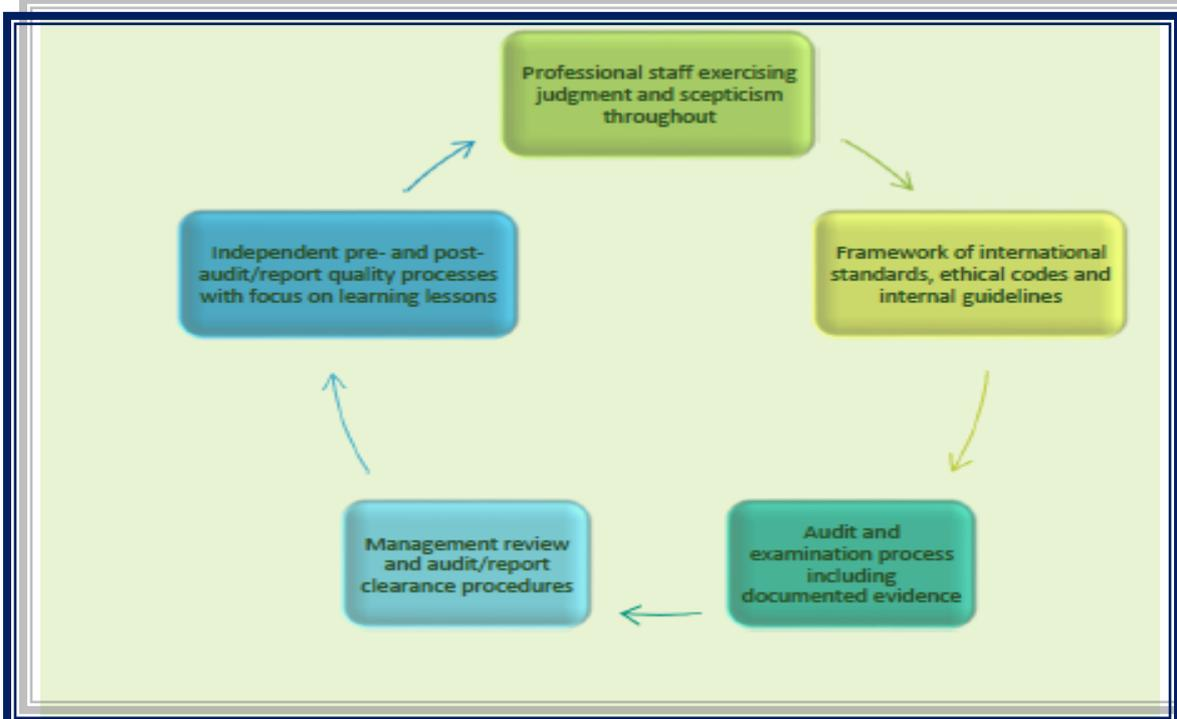 Professional staff exercising
judgment and scepticism
throughout
Framework of international
standards, ethical codes and
internal guidelines
Audit and
examination process
including
documented evidence
Management review
and audit/report
clearance procedures
Independent pre- and post-
audit/report quality processes
with focus on learning lessons